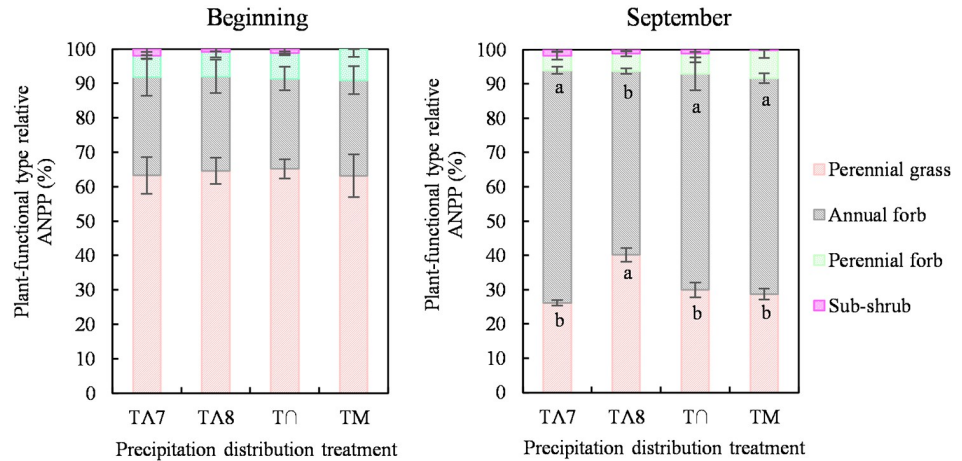 Beginning
Plant-functional type relative
ANPP (%)
100
90
80
70
60
50
40
30
20
10
0
TΛ7 TΛ8 T∩ TM
Precipitation distribution treatment
September
Plant-functional type relative
ANPP (%)
100
90
80
70
60
50
40
30
20
10
0
a b a a
b a b b
TΛ7 TΛ8 T∩ TM
Precipitation distribution treatment
Perennial grass
Annual forb
Perennial forb
Sub-shrub